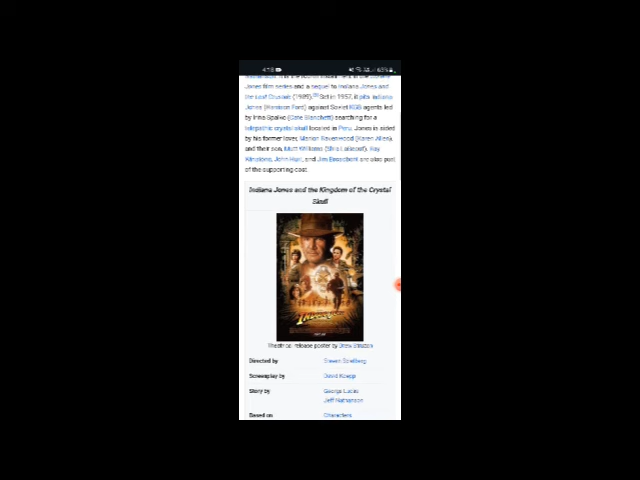 Jones film series and a sequel to Indiana Jones and
the Last Crusade (1989). Set in 1957, it pits Indiana
Jones (Harrison Ford) against Soviet KGB agents led
by Irina Spalko (Cate Blanchett) searching for a
telepathic crystal skull located in Peru. Jones is aided
by his former lover, Marion Ravenwood (Karen Allen),
and their son, Mutt Williams (Shia LaBeouf). Ray
Winstone, John Hurt, and Jim Broadbent are also part
of the supporting cast.
Indiana Jones and the Kingdom of the Crystal
Skull
Theatrical release poster by Drew Struzan
Directed by Steven Spielberg
Screenplay by David Koepp
Story by George Lucas
Jeff Nathanson
Based on Characters